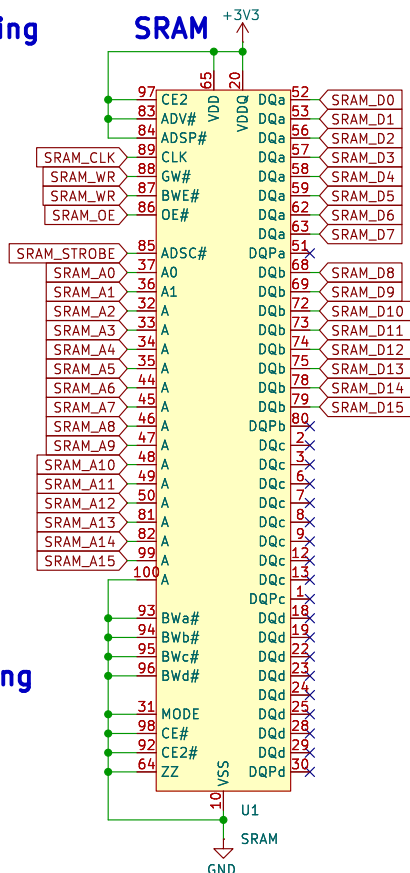 ing
SRAM
+3V3
65
20
VDD
VDDQ
97 CE2
83 ADV#
84 ADSP#
SRAM_CLK 89 CLK
SRAM_WR 88 GW#
SRAM_WR 87 BWE#
SRAM_OE 86 OE#
SRAM_STROBE 85 ADSC#
SRAM_A0 37 A0
SRAM_A1 36 A1
SRAM_A2 32 A
SRAM_A3 33 A
SRAM_A4 34 A
SRAM_A5 35 A
SRAM_A6 44 A
SRAM_A7 45 A
SRAM_A8 46 A
SRAM_A9 47 A
SRAM_A10 48 A
SRAM_A11 49 A
SRAM_A12 50 A
SRAM_A13 81 A
SRAM_A14 82 A
SRAM_A15 99 A
100 A
93 BWa#
94 BWb#
95 BWc#
96 BWd#
31 MODE
98 CE#
92 CE2#
64 ZZ
DQa 52 SRAM_D0
DQa 53 SRAM_D1
DQa 56 SRAM_D2
DQa 57 SRAM_D3
DQa 58 SRAM_D4
DQa 59 SRAM_D5
DQa 62 SRAM_D6
DQa 63 SRAM_D7
DQPa 51
DQb 68 SRAM_D8
DQb 69 SRAM_D9
DQb 72 SRAM_D10
DQb 73 SRAM_D11
DQb 74 SRAM_D12
DQb 75 SRAM_D13
DQb 78 SRAM_D14
DQb 79 SRAM_D15
DQPb 80
DQc 2
DQc 3
DQc 6
DQc 7
DQc 8
DQc 9
DQc 12
DQc 13
DQPc 1
DQd 18
DQd 19
DQd 22
DQd 23
DQd 24
DQd 25
DQd 28
DQd 29
DQPd 30
ng
VSS
10
U1
SRAM
GND